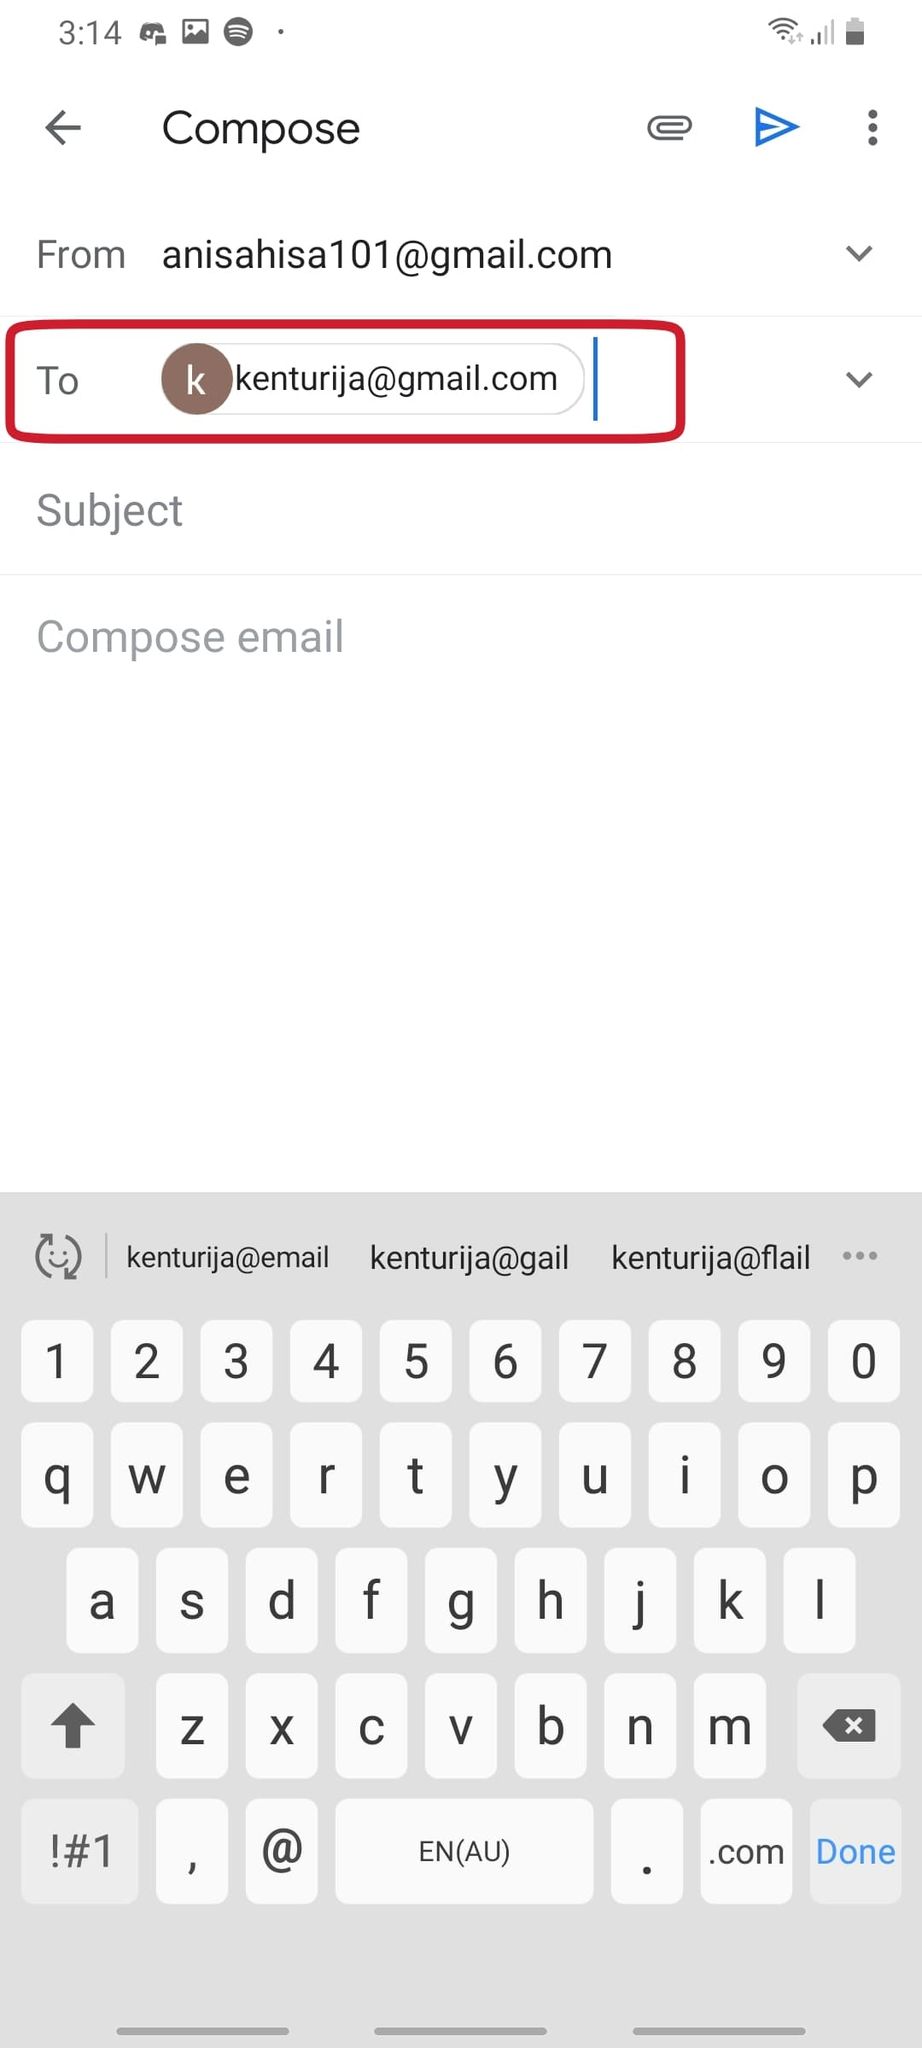 3:14
Compose
From anisahisa101@gmail.com
To k kenturija@gmail.com
Subject
Compose email
kenturija@email kenturija@gail kenturija@flail
1 2 3 4 5 6 7 8 9 0
q w e r t y u i o p
a s d f g h j k l
z x c v b n m
!#1 , @ EN(AU) . .com Done